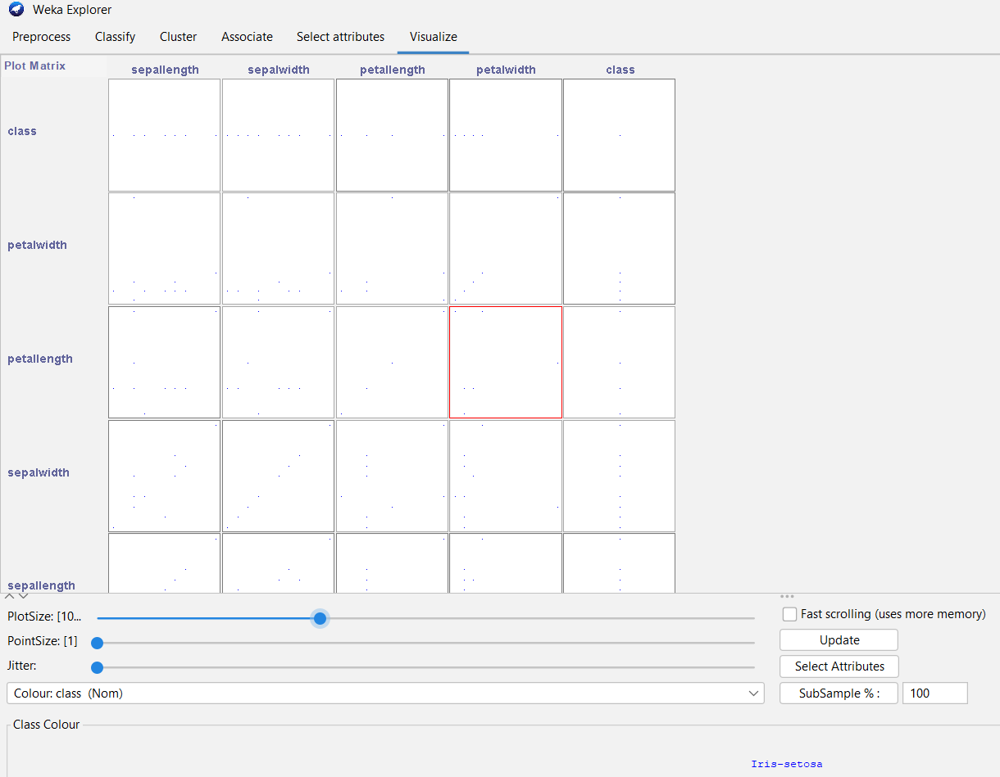 Weka Explorer
Preprocess Classify Cluster Associate Select attributes Visualize
Plot Matrix sepallength sepalwidth petallength petalwidth class
class
petalwidth
petallength
sepalwidth
sepallength
PlotSize: [10... Fast scrolling (uses more memory)
PointSize: [1] Update
Jitter: Select Attributes
Colour: class (Nom) SubSample % : 100
Class Colour
Iris-setosa